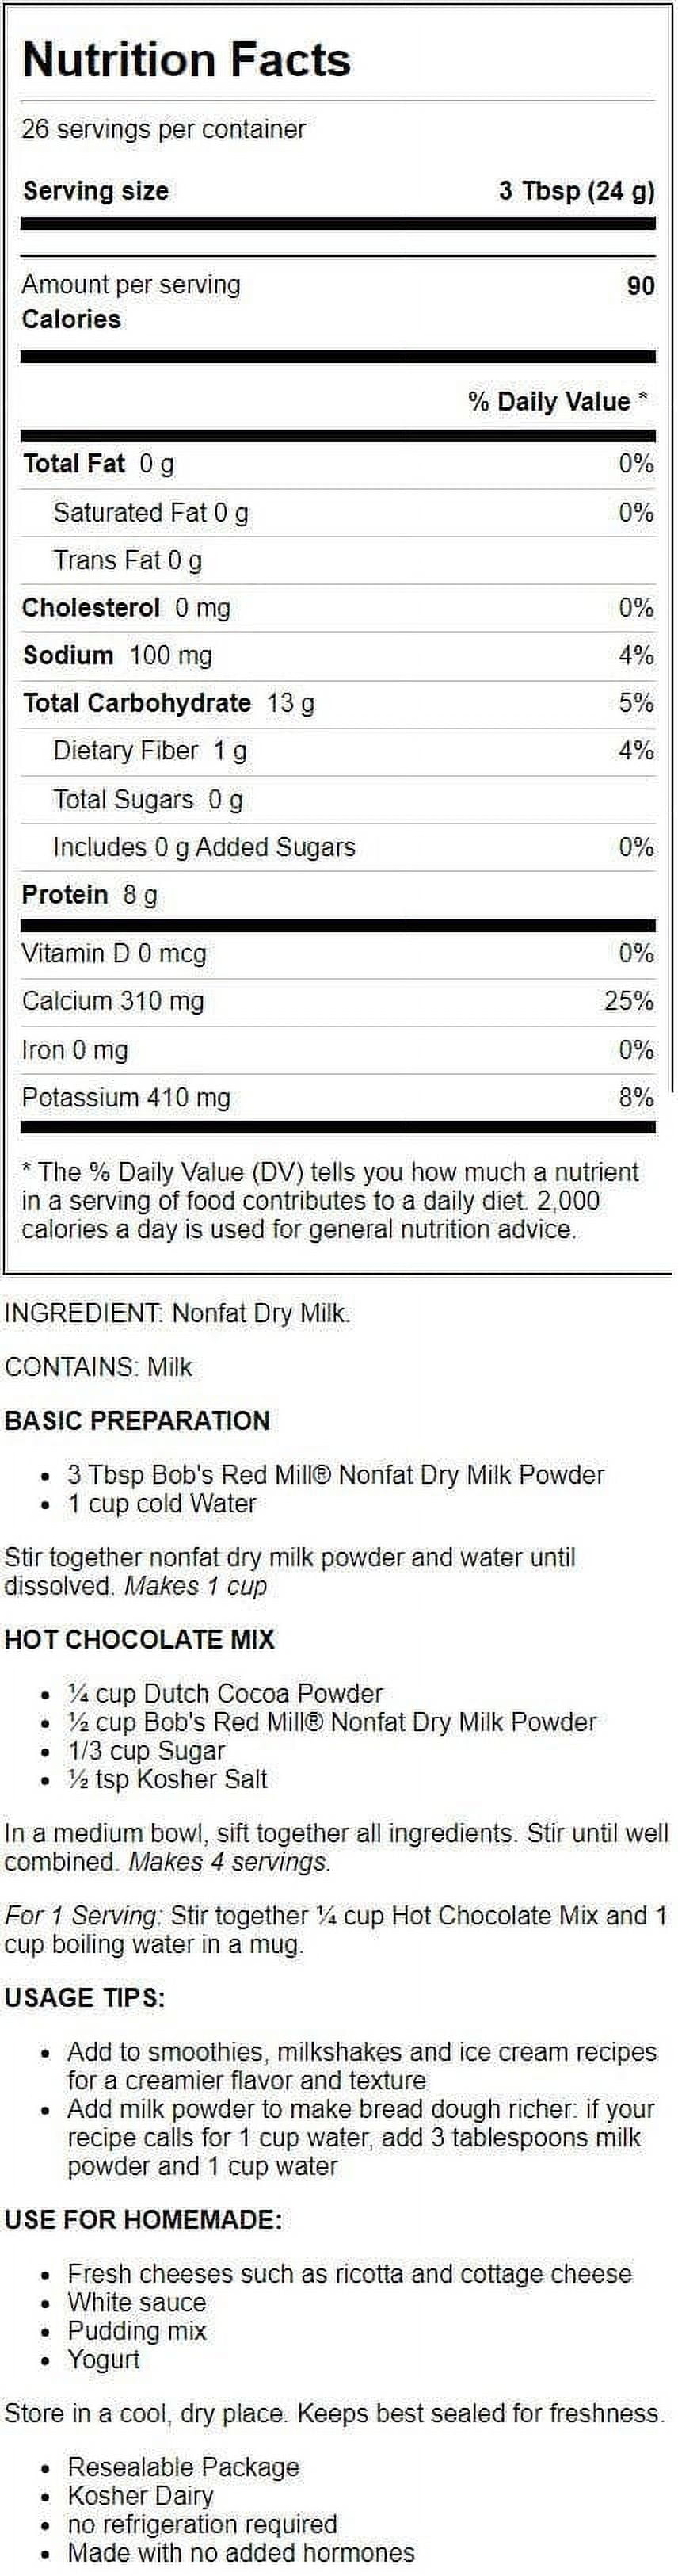 Nutrition Facts
26 servings per container
Serving size 3 Tbsp (24 g)
Amount per serving 90
Calories
% Daily Value *
Total Fat 0 g 0%
Saturated Fat 0 g 0%
Trans Fat 0 g
Cholesterol 0 mg 0%
Sodium 100 mg 4%
Total Carbohydrate 13 g 5%
Dietary Fiber 1 g 4%
Total Sugars 0 g
Includes 0 g Added Sugars 0%
Protein 8 g
Vitamin D 0 mcg 0%
Calcium 310 mg 25%
Iron 0 mg 0%
Potassium 410 mg 8%
* The % Daily Value (DV) tells you how much a nutrient
in a serving of food contributes to a daily diet. 2,000
calories a day is used for general nutrition advice.
INGREDIENT: Nonfat Dry Milk.
CONTAINS: Milk
BASIC PREPARATION
• 3 Tbsp Bob's Red Mill® Nonfat Dry Milk Powder
• 1 cup cold Water
Stir together nonfat dry milk powder and water until
dissolved. Makes 1 cup
HOT CHOCOLATE MIX
• ¼ cup Dutch Cocoa Powder
• ½ cup Bob's Red Mill® Nonfat Dry Milk Powder
• 1/3 cup Sugar
• ½ tsp Kosher Salt
In a medium bowl, sift together all ingredients. Stir until well
combined. Makes 4 servings.
For 1 Serving: Stir together ¼ cup Hot Chocolate Mix and 1
cup boiling water in a mug.
USAGE TIPS:
• Add to smoothies, milkshakes and ice cream recipes
for a creamier flavor and texture
• Add milk powder to make bread dough richer: if your
recipe calls for 1 cup water, add 3 tablespoons milk
powder and 1 cup water
USE FOR HOMEMADE:
• Fresh cheeses such as ricotta and cottage cheese
• White sauce
• Pudding mix
• Yogurt
Store in a cool, dry place. Keeps best sealed for freshness.
• Resealable Package
• Kosher Dairy
• no refrigeration required
• Made with no added hormones